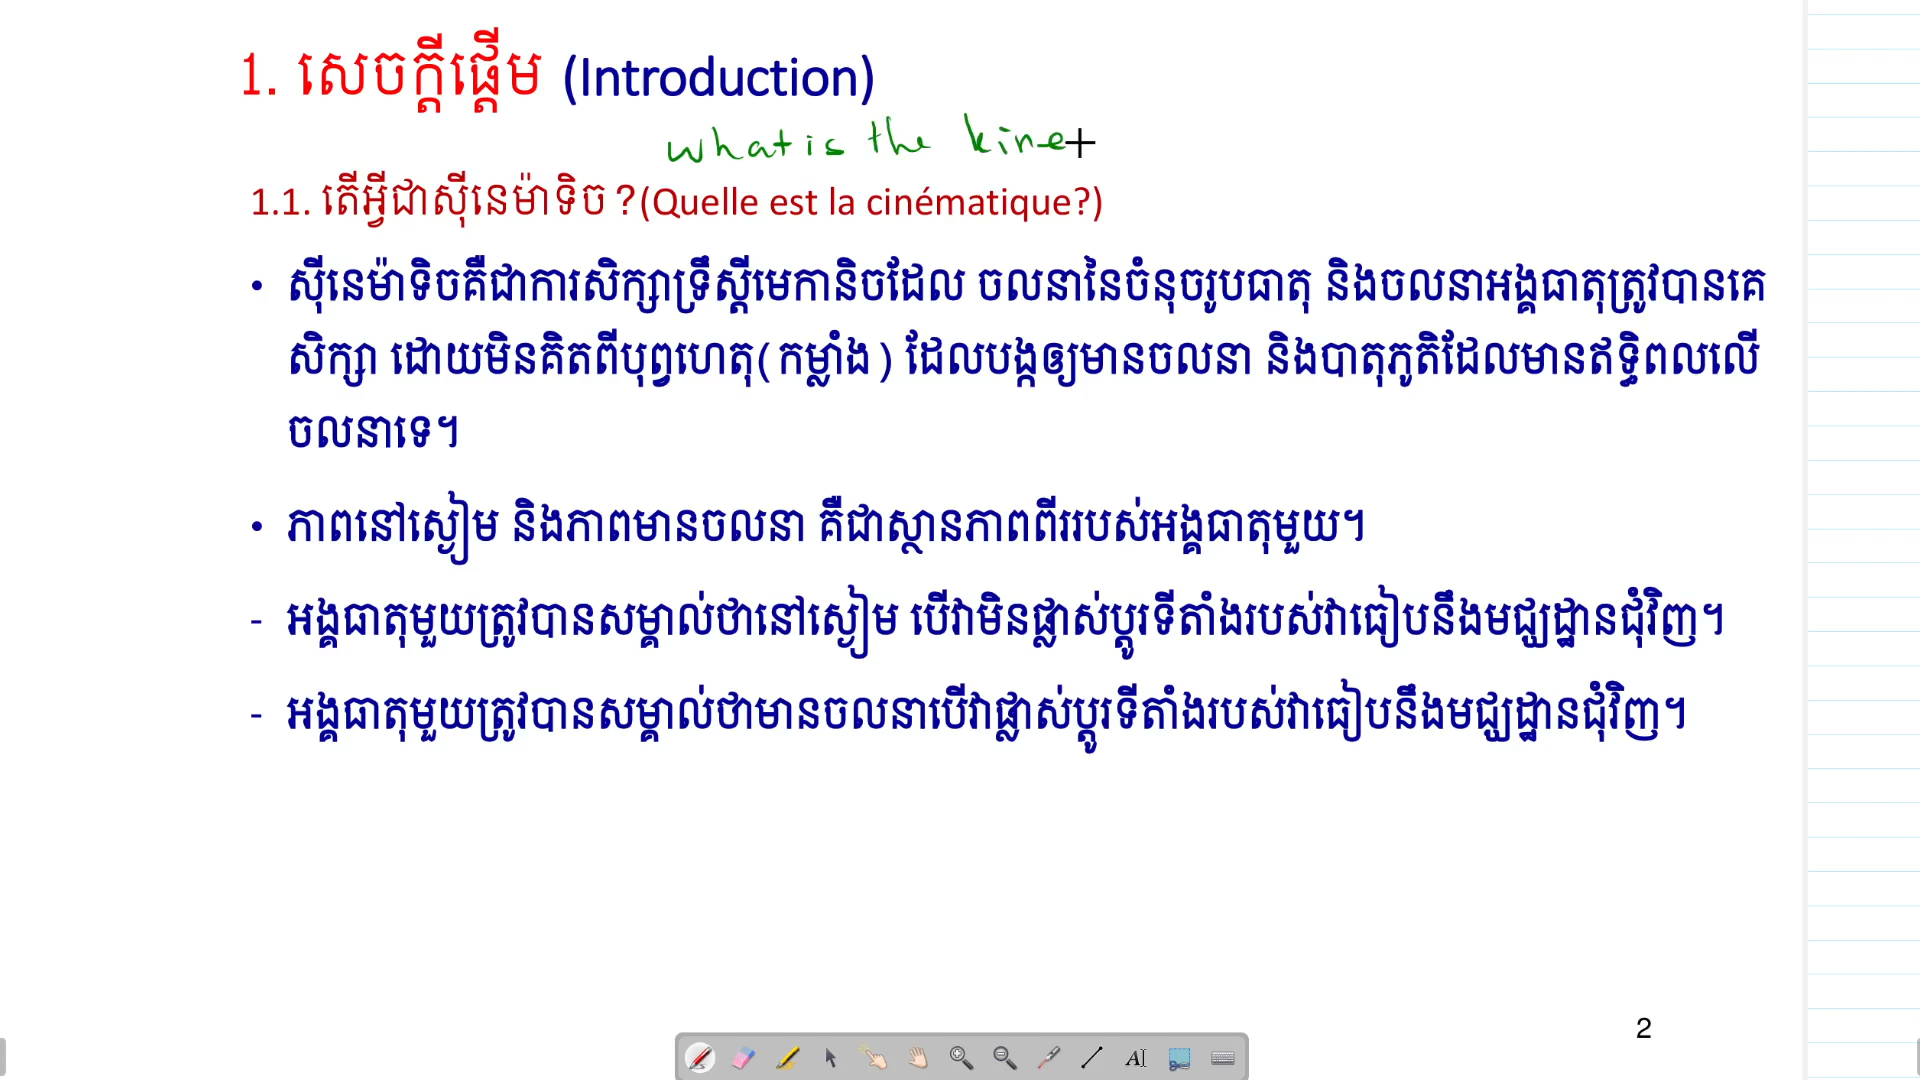 1. សេចក្តីផ្តើម (Introduction)
what is the kine
1.1. តើអ្វីជាស៊ីនេម៉ាទិច ?(Quelle est la cinématique?)
• ស៊ីនេម៉ាទិចគឺជាការសិក្សាទ្រឹស្តីមេកានិចដែល ចលនានៃចំនុចរូបធាតុ និងចលនាអង្គធាតុត្រូវបានគេ
សិក្សា ដោយមិនគិតពីបុព្វហេតុ(កម្លាំង) ដែលបង្កឲ្យមានចលនា និងបាតុភូតិដែលមានឥទ្ធិពលលើ
ចលនាទេ។
• ភាពនៅស្ងៀម និងភាពមានចលនា គឺជាស្ថានភាពពីររបស់អង្គធាតុមួយ។
- អង្គធាតុមួយត្រូវបានសម្គាល់ថានៅស្ងៀម បើវាមិនផ្លាស់ប្តូរទីតាំងរបស់វាធៀបនឹងមជ្ឈដ្ឋានជុំវិញ។
- អង្គធាតុមួយត្រូវបានសម្គាល់ថាមានចលនាបើវាផ្លាស់ប្តូរទីតាំងរបស់វាធៀបនឹងមជ្ឈដ្ឋានជុំវិញ។
2